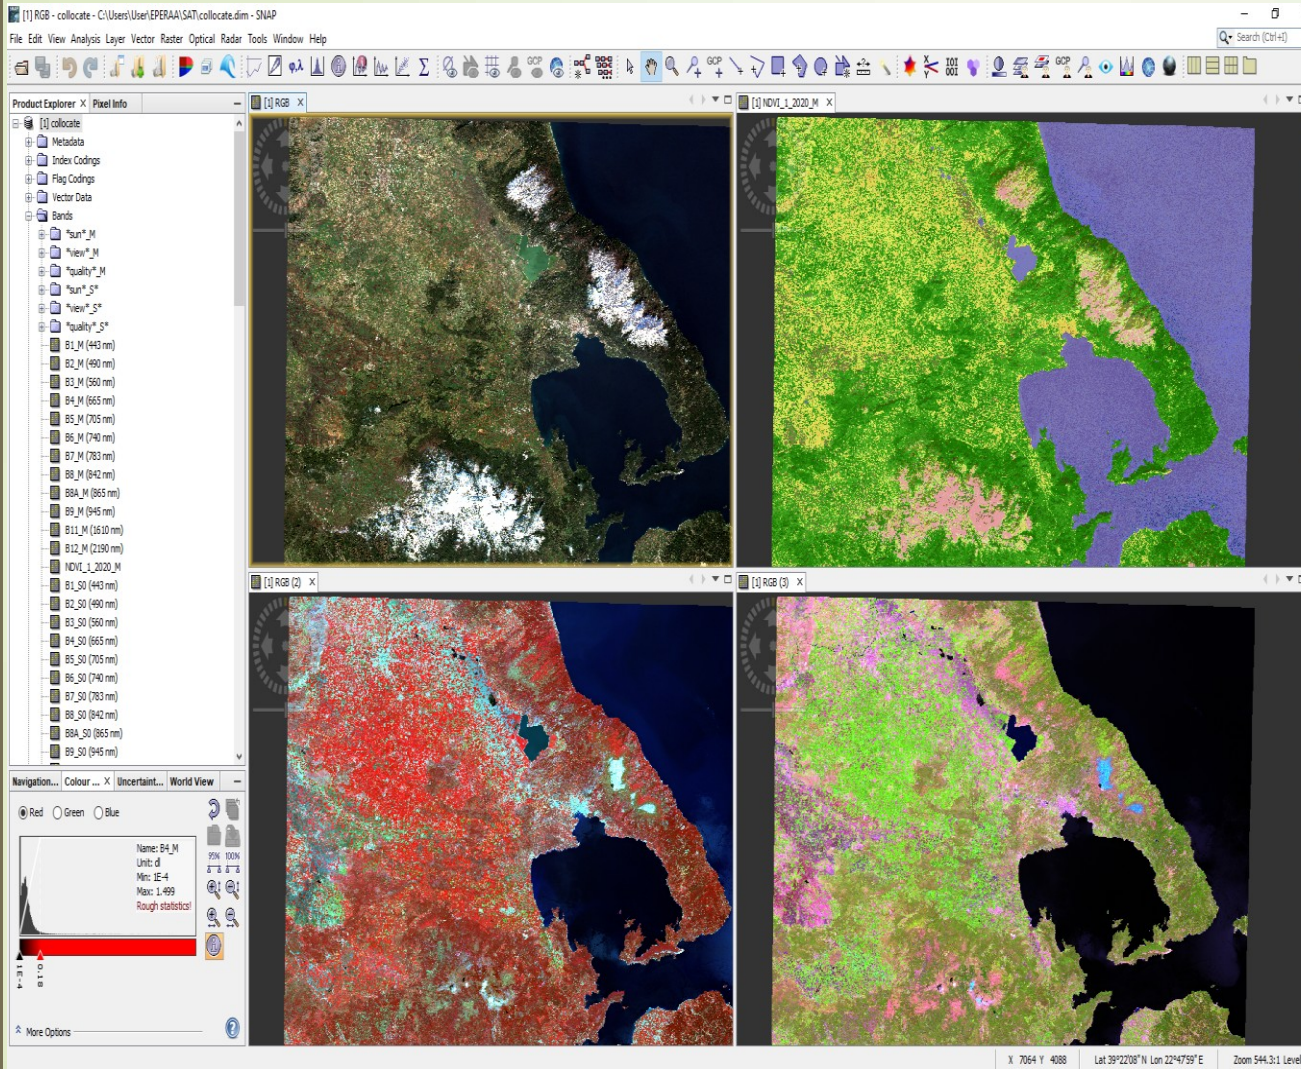 [1] RGB - collocate - C:\Users\User\EPERAA\SAT\collocate.dim - SNAP
File Edit View Analysis Layer Vector Raster Optical Radar Tools Window Help
Search (Ctrl+I)
GCP
GCP
GCP
Product Explorer X Pixel Info
[1] RGB X
[1] NDVI_1_2020_M X
[1] collocate
Metadata
Index Codings
Flag Codings
Vector Data
Bands
*sun*_M
*view*_M
*quality*_M
*sun*_S*
*view*_S*
*quality*_S*
B1_M (443 nm)
B2_M (490 nm)
B3_M (560 nm)
B4_M (665 nm)
B5_M (705 nm)
B6_M (740 nm)
B7_M (783 nm)
B8_M (842 nm)
B8A_M (865 nm)
B9_M (945 nm)
B11_M (1610 nm)
B12_M (2190 nm)
NDVI_1_2020_M
B1_S0 (443 nm)
B2_S0 (490 nm)
B3_S0 (560 nm)
B4_S0 (665 nm)
B5_S0 (705 nm)
B6_S0 (740 nm)
B7_S0 (783 nm)
B8_S0 (842 nm)
B8A_S0 (865 nm)
B9_S0 (945 nm)
[1] RGB (2) X
[1] RGB (3) X
Navigation... Colour ... X Uncertaint... World View
Red Green Blue
Name: B4_M
Unit: dl
Min: 1E-4
Max: 1.499
Rough statistics!
95% 100%
1E-4
0.18
More Options
X 7064 Y 4088 Lat 39°22'08" N Lon 22°47'59" E Zoom 544.3:1 Level